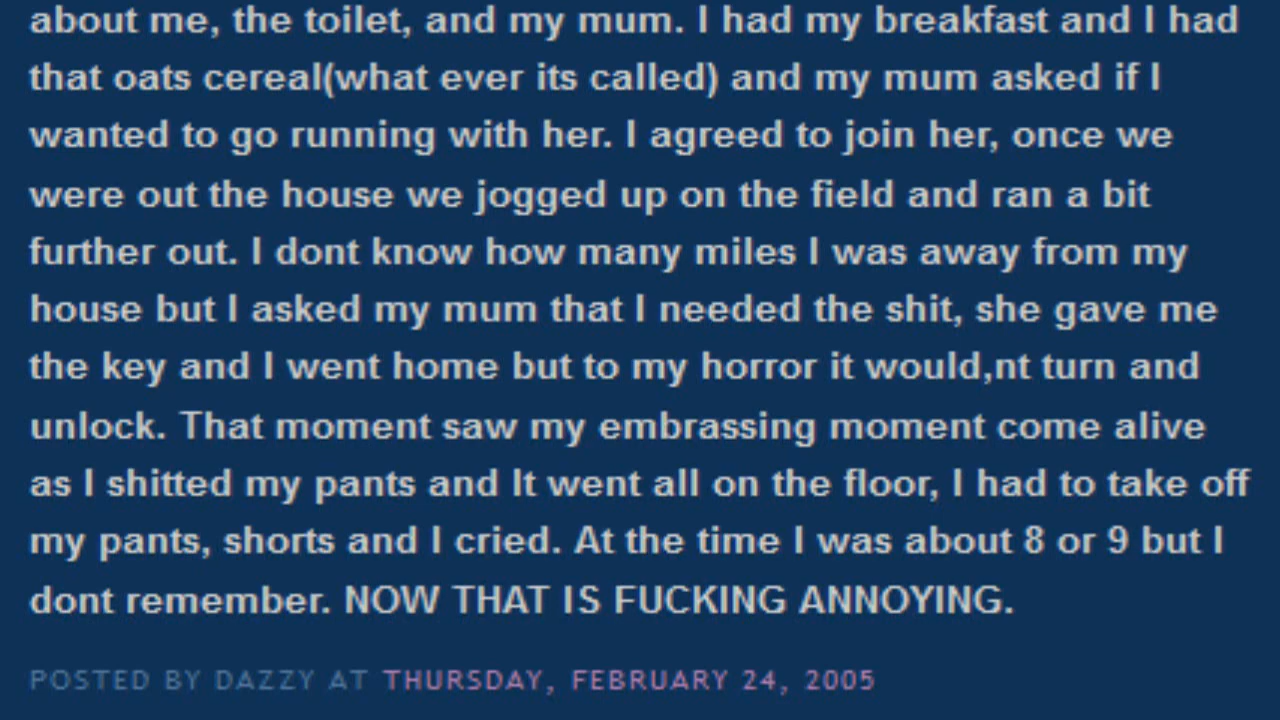 about me, the toilet, and my mum. I had my breakfast and I had
that oats cereal(what ever its called) and my mum asked if I
wanted to go running with her. I agreed to join her, once we
were out the house we jogged up on the field and ran a bit
further out. I dont know how many miles I was away from my
house but I asked my mum that I needed the shit, she gave me
the key and I went home but to my horror it would,nt turn and
unlock. That moment saw my embrassing moment come alive
as I shitted my pants and It went all on the floor, I had to take off
my pants, shorts and I cried. At the time I was about 8 or 9 but I
dont remember. NOW THAT IS FUCKING ANNOYING.
POSTED BY DAZZY AT THURSDAY, FEBRUARY 24, 2005